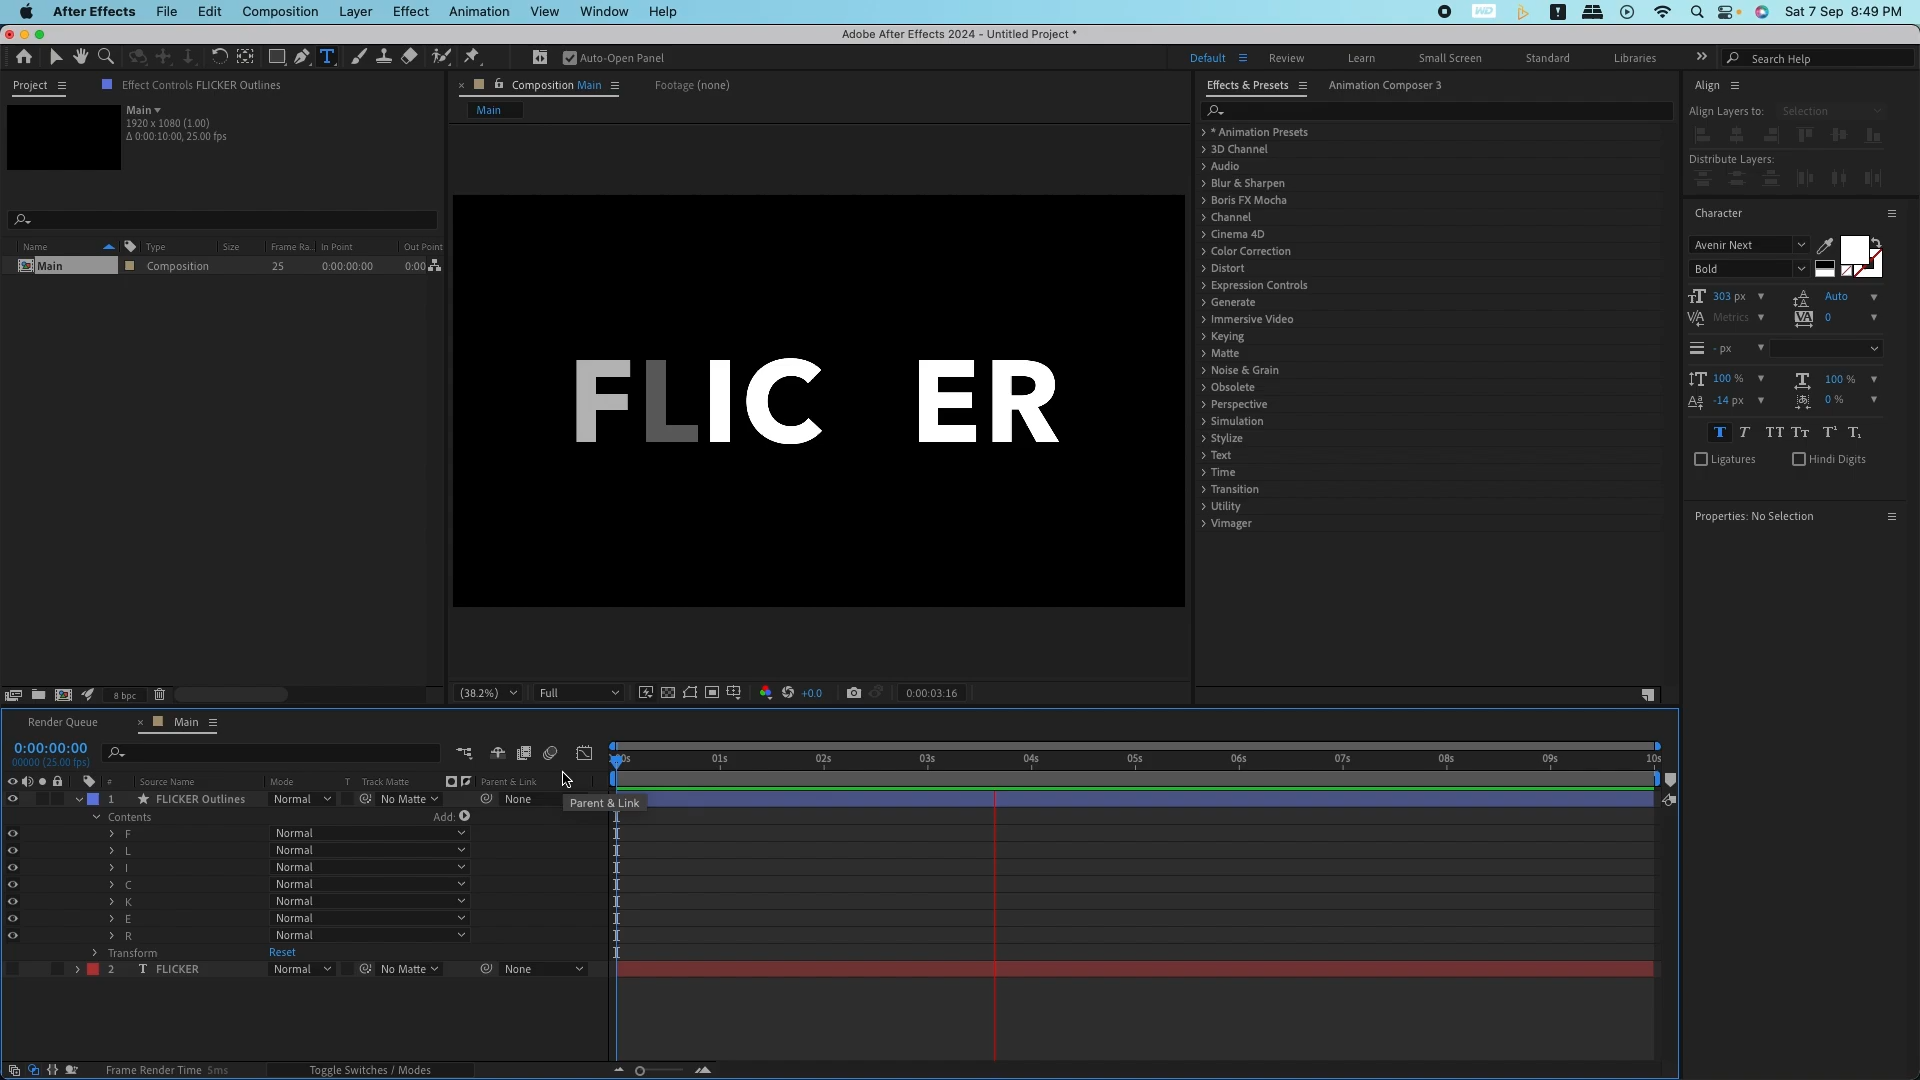 After Effects File Edit Composition Layer Effect Animation View Window Help Sat 7 Sep 8:49 PM
Adobe After Effects 2024 - Untitled Project *
Auto-Open Panel Default Review Learn Small Screen Standard Libraries Search Help
Project Effect Controls FLICKER Outlines
Main
1920 x 1080 (1.00)
Δ 0:00:10:00, 25.00 fps
Name Type Size Frame Ra... In Point Out Point
Main Composition 25 0:00:00:00 0:00
8 bpc
Composition Main Footage (none)
Main
FLIC ER
(38.2%) Full +0.0 0:00:03:16
Effects & Presets Animation Composer 3
* Animation Presets
3D Channel
Audio
Blur & Sharpen
Boris FX Mocha
Channel
Cinema 4D
Color Correction
Distort
Expression Controls
Generate
Immersive Video
Keying
Matte
Noise & Grain
Obsolete
Perspective
Simulation
Stylize
Text
Time
Transition
Utility
Vimager
Align
Align Layers to: Selection
Distribute Layers:
Character
Avenir Next
Bold
303 px Auto
Metrics 0
- px
100 % 100 %
-14 px 0 %
Ligatures Hindi Digits
Properties: No Selection
Render Queue Main
0:00:00:00
00000 (25.00 fps)
00s 01s 02s 03s 04s 05s 06s 07s 08s 09s 10s
# Source Name Mode T Track Matte Parent & Link
1 FLICKER Outlines Normal No Matte None
Parent & Link
Contents Add:
F Normal
L Normal
I Normal
C Normal
K Normal
E Normal
R Normal
Transform Reset
2 T FLICKER Normal No Matte None
Frame Render Time 5ms Toggle Switches / Modes